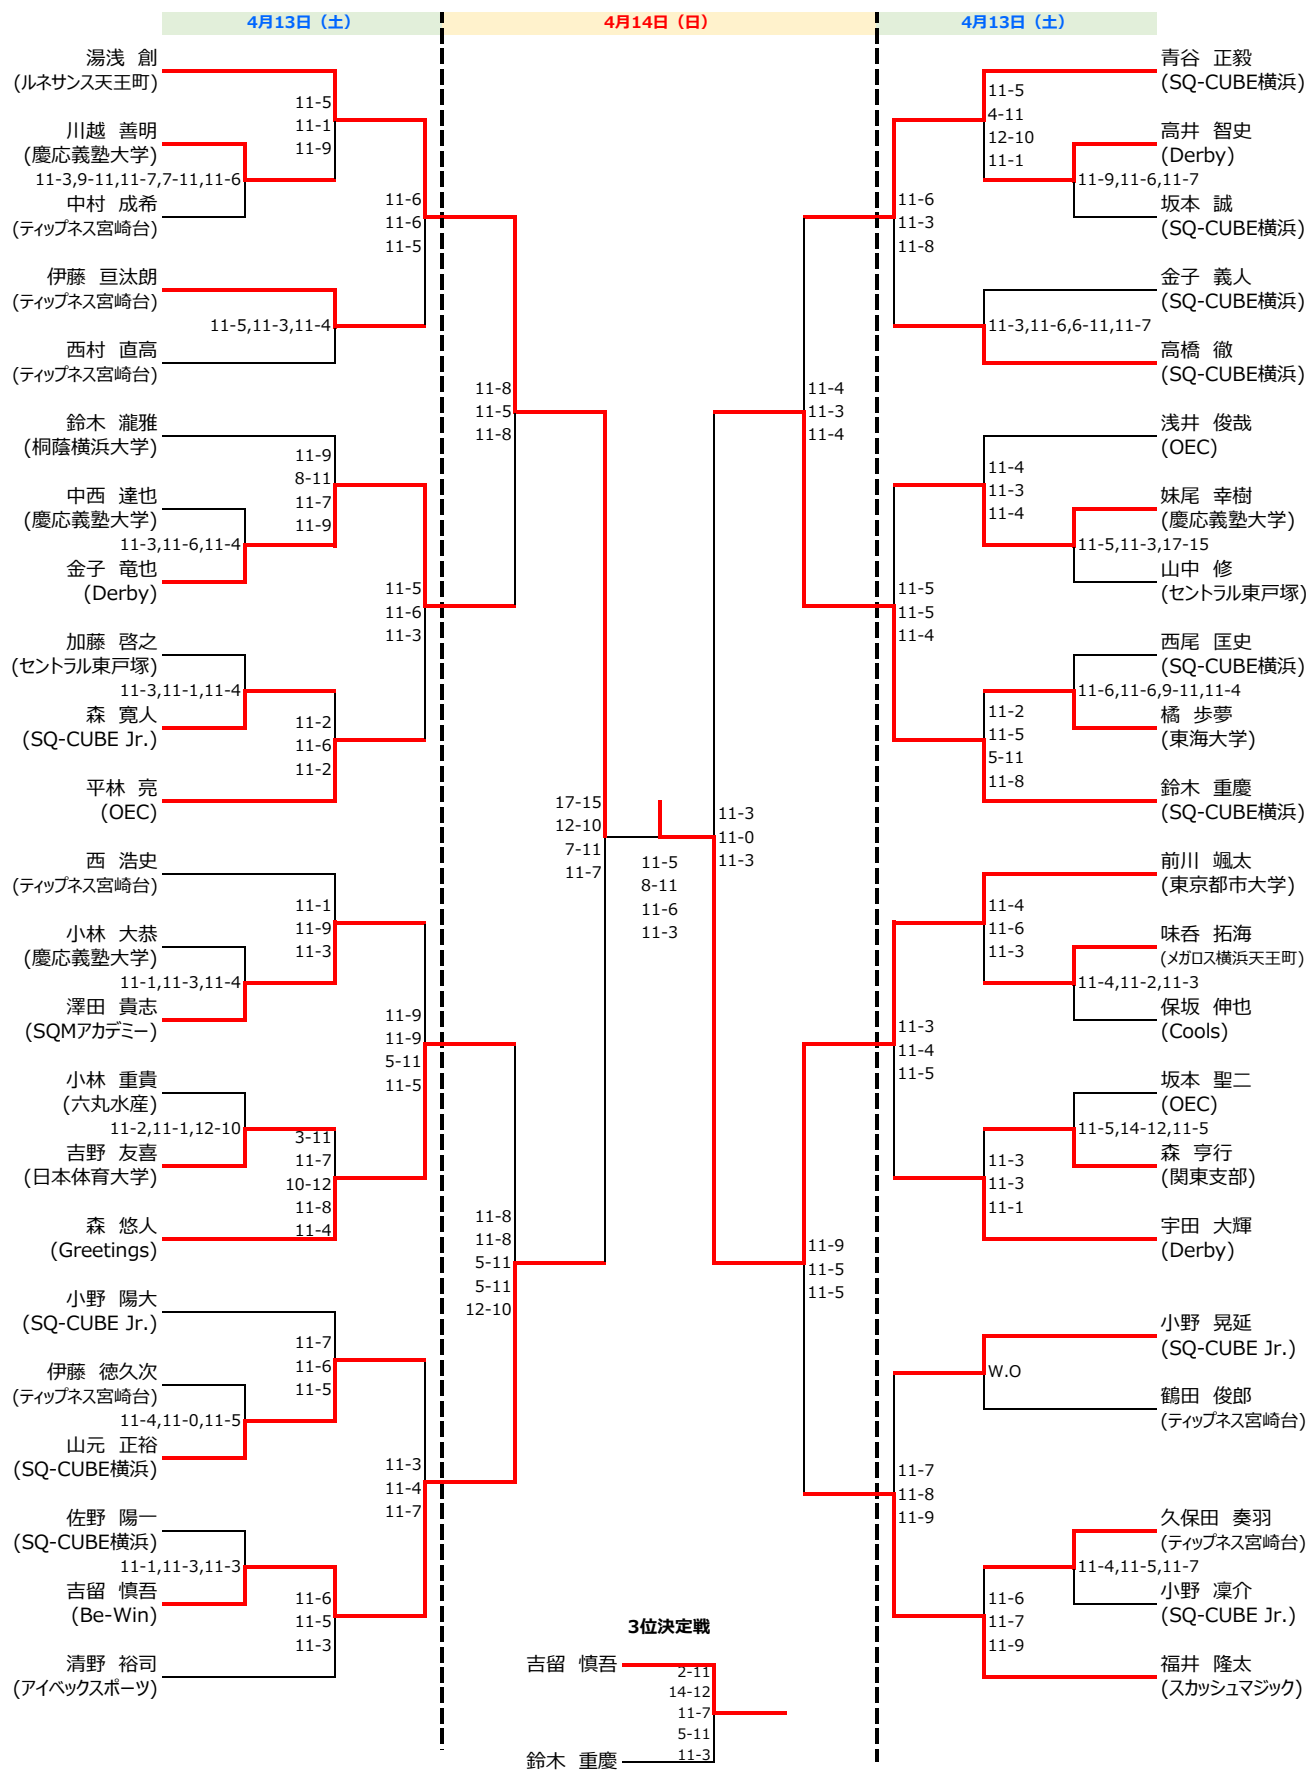 4月13日（土）
4月14日（日）
4月13日（土）
湯浅 創
(ルネサンス天王町)
11-5
11-1
11-9
川越 善明
(慶応義塾大学)
11-3,9-11,11-7,7-11,11-6
中村 成希
(ティップネス宮崎台)
11-6
11-6
11-5
伊藤 亘汰朗
(ティップネス宮崎台)
11-5,11-3,11-4
西村 直高
(ティップネス宮崎台)
11-8
11-5
11-8
鈴木 瀧雅
(桐蔭横浜大学)
11-9
8-11
11-7
11-9
中西 達也
(慶応義塾大学)
11-3,11-6,11-4
金子 竜也
(Derby)
11-5
11-6
11-3
加藤 啓之
(セントラル東戸塚)
11-3,11-1,11-4
森 寛人
(SQ-CUBE Jr.)
11-2
11-6
11-2
平林 亮
(OEC)
17-15
12-10
7-11
11-7
西 浩史
(ティップネス宮崎台)
11-1
11-9
11-3
小林 大恭
(慶応義塾大学)
11-1,11-3,11-4
澤田 貴志
(SQMアカデミー)
11-9
11-9
5-11
11-5
小林 重貴
(六丸水産)
11-2,11-1,12-10
吉野 友喜
(日本体育大学)
3-11
11-7
10-12
11-8
11-4
森 悠人
(Greetings)
11-8
11-8
5-11
5-11
12-10
小野 陽大
(SQ-CUBE Jr.)
11-7
11-6
11-5
伊藤 徳久次
(ティップネス宮崎台)
11-4,11-0,11-5
山元 正裕
(SQ-CUBE横浜)
11-3
11-4
11-7
佐野 陽一
(SQ-CUBE横浜)
11-1,11-3,11-3
吉留 慎吾
(Be-Win)
11-6
11-5
11-3
清野 裕司
(アイベックスポーツ)
11-5
8-11
11-6
11-3
青谷 正毅
(SQ-CUBE横浜)
11-5
4-11
12-10
11-1
高井 智史
(Derby)
11-9,11-6,11-7
坂本 誠
(SQ-CUBE横浜)
11-6
11-3
11-8
金子 義人
(SQ-CUBE横浜)
11-3,11-6,6-11,11-7
高橋 徹
(SQ-CUBE横浜)
11-4
11-3
11-4
浅井 俊哉
(OEC)
11-4
11-3
11-4
妹尾 幸樹
(慶応義塾大学)
11-5,11-3,17-15
山中 修
(セントラル東戸塚)
11-5
11-5
11-4
西尾 匡史
(SQ-CUBE横浜)
11-6,11-6,9-11,11-4
橘 歩夢
(東海大学)
11-2
11-5
5-11
11-8
鈴木 重慶
(SQ-CUBE横浜)
11-3
11-0
11-3
前川 颯太
(東京都市大学)
11-4
11-6
11-3
味呑 拓海
(メガロス横浜天王町)
11-4,11-2,11-3
保坂 伸也
(Cools)
11-3
11-4
11-5
坂本 聖二
(OEC)
11-5,14-12,11-5
森 亨行
(関東支部)
11-3
11-3
11-1
宇田 大輝
(Derby)
11-9
11-5
11-5
小野 晃延
(SQ-CUBE Jr.)
W.O
鶴田 俊郎
(ティップネス宮崎台)
11-7
11-8
11-9
久保田 奏羽
(ティップネス宮崎台)
11-4,11-5,11-7
小野 凜介
(SQ-CUBE Jr.)
11-6
11-7
11-9
福井 隆太
(スカッシュマジック)
3位決定戦
吉留 慎吾
2-11
14-12
11-7
5-11
11-3
鈴木 重慶